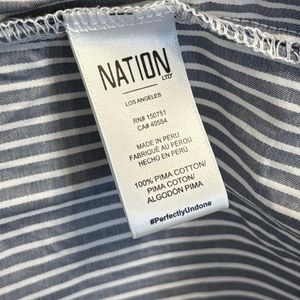 NATION
LTD
LOS ANGELES
RN# 150751
CA# 40554
MADE IN PERU
FABRIQUÉ AU PÉROU
HECHO EN PERÚ
100% PIMA COTTON/
PIMA COTON/
ALGODÓN PIMA
#PerfectlyUndone